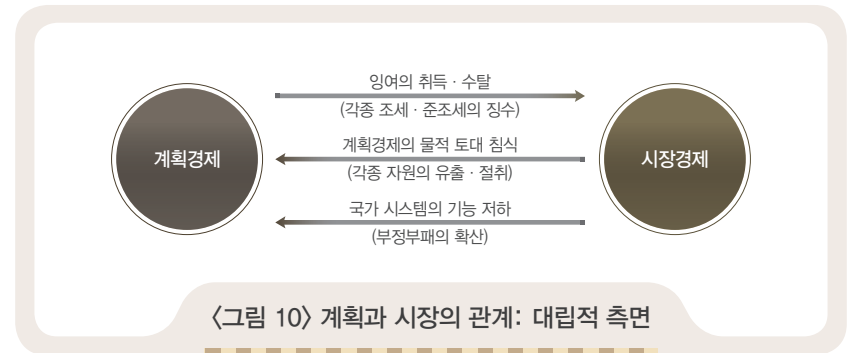 잉여의 취득 · 수탈
(각종 조세 · 준조세의 징수)
계획경제
계획경제의 물적 토대 침식
(각종 자원의 유출 · 절취)
시장경제
국가 시스템의 기능 저하
(부정부패의 확산)
〈그림 10〉 계획과 시장의 관계: 대립적 측면